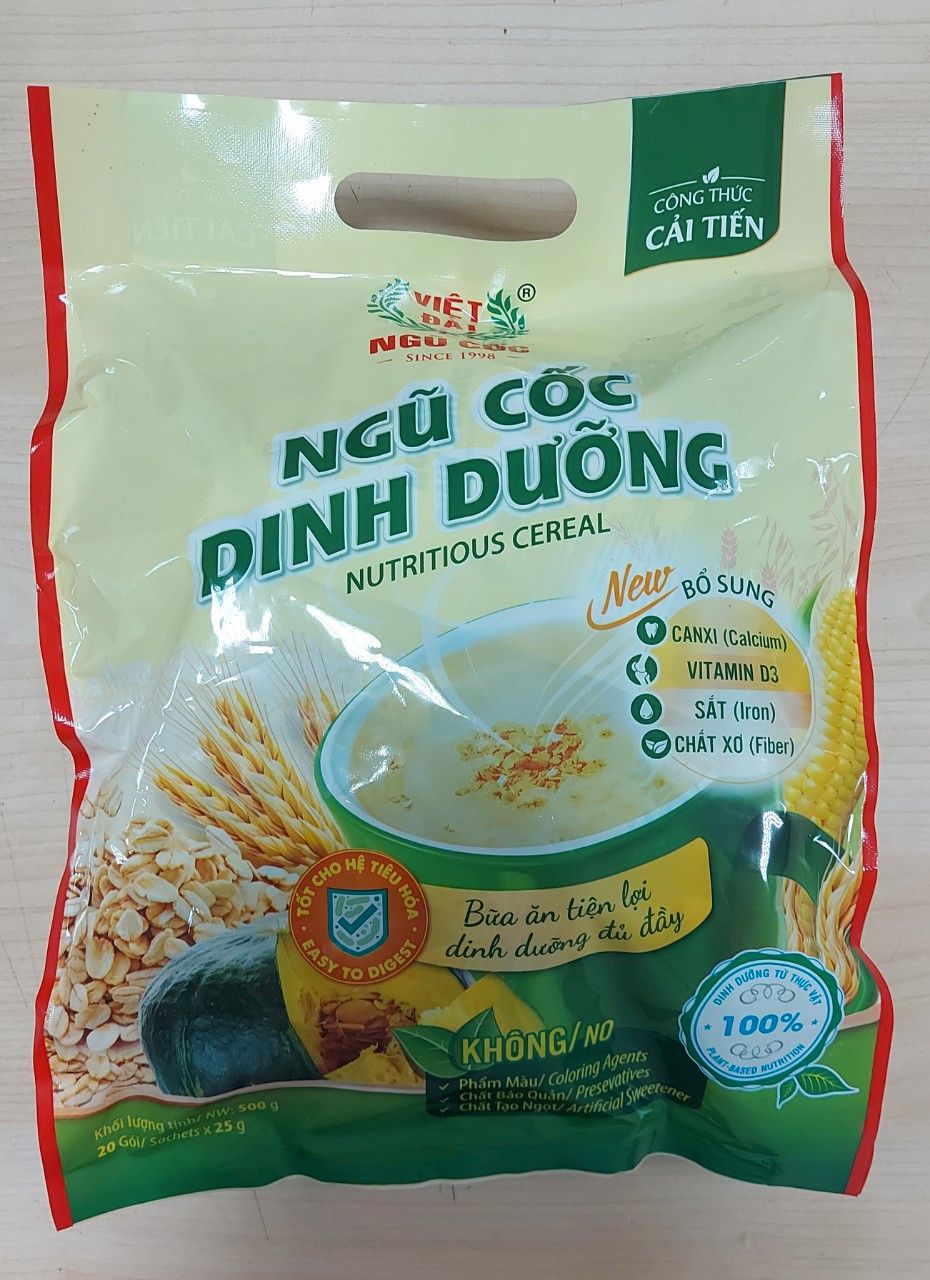 CÔNG THỨC
CẢI TIẾN
VIỆT
ĐÀI
NGŨ CỐC
®
SINCE 1998
NGŨ CỐC
DINH DƯỠNG
NUTRITIOUS CEREAL
New BỔ SUNG
CANXI (Calcium)
VITAMIN D3
SẮT (Iron)
CHẤT XƠ (Fiber)
TỐT CHO HỆ TIÊU HÓA
EASY TO DIGEST
Bữa ăn tiện lợi
dinh dưỡng đủ đầy
DINH DƯỠNG TỪ THỰC VẬT
100%
PLANT-BASED NUTRITION
KHÔNG/NO
Phẩm Màu/ Coloring Agents
Chất Bảo Quản/ Presevatives
Chất Tạo Ngọt/ Artificial Sweetener
Khối lượng tịnh/ NW: 500 g
20 Gói/ Sachets x 25 g